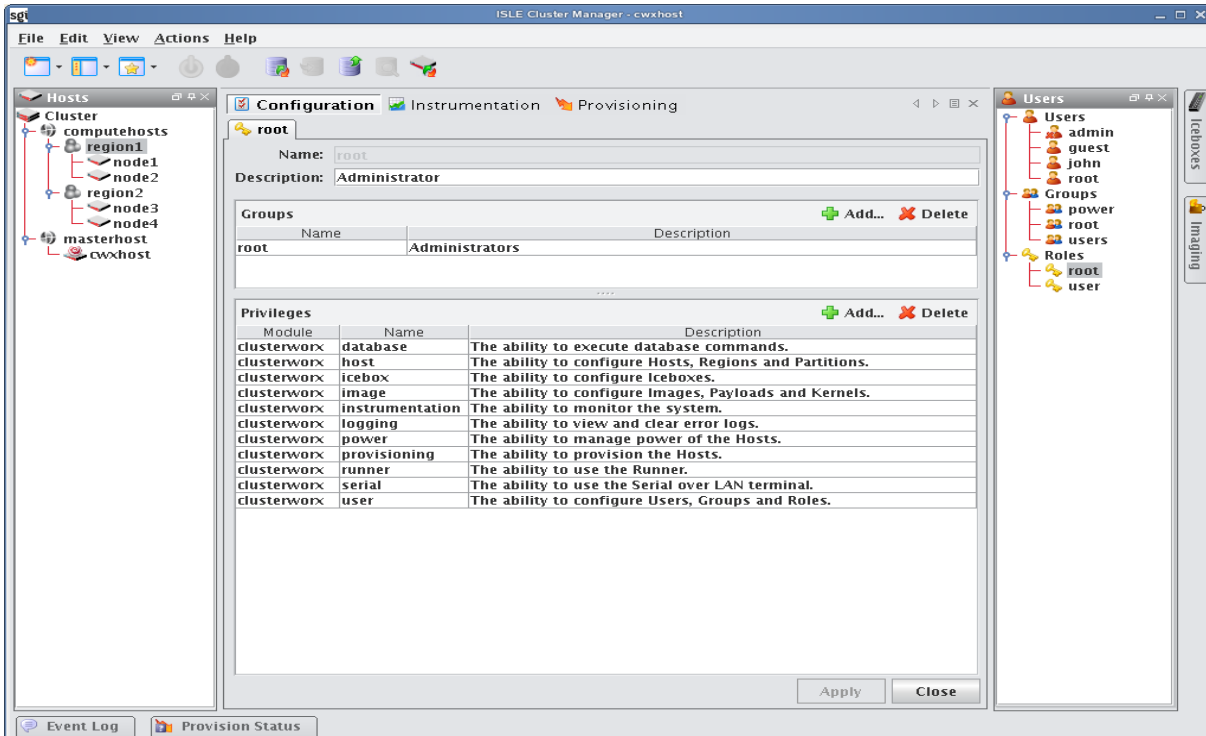 sgi ISLE Cluster Manager - cwxhost
File Edit View Actions Help
Hosts
Cluster
computehosts
region1
node1
node2
region2
node3
node4
masterhost
cwxhost
Configuration Instrumentation Provisioning
root
Name: root
Description: Administrator
Groups Add... Delete
Name Description
root Administrators
Privileges Add... Delete
Module Name Description
clusterworx database The ability to execute database commands.
clusterworx host The ability to configure Hosts, Regions and Partitions.
clusterworx icebox The ability to configure Iceboxes.
clusterworx image The ability to configure Images, Payloads and Kernels.
clusterworx instrumentation The ability to monitor the system.
clusterworx logging The ability to view and clear error logs.
clusterworx power The ability to manage power of the Hosts.
clusterworx provisioning The ability to provision the Hosts.
clusterworx runner The ability to use the Runner.
clusterworx serial The ability to use the Serial over LAN terminal.
clusterworx user The ability to configure Users, Groups and Roles.
Apply Close
Users
Users
admin
guest
john
root
Groups
power
root
users
Roles
root
user
Iceboxes
Imaging
Event Log Provision Status